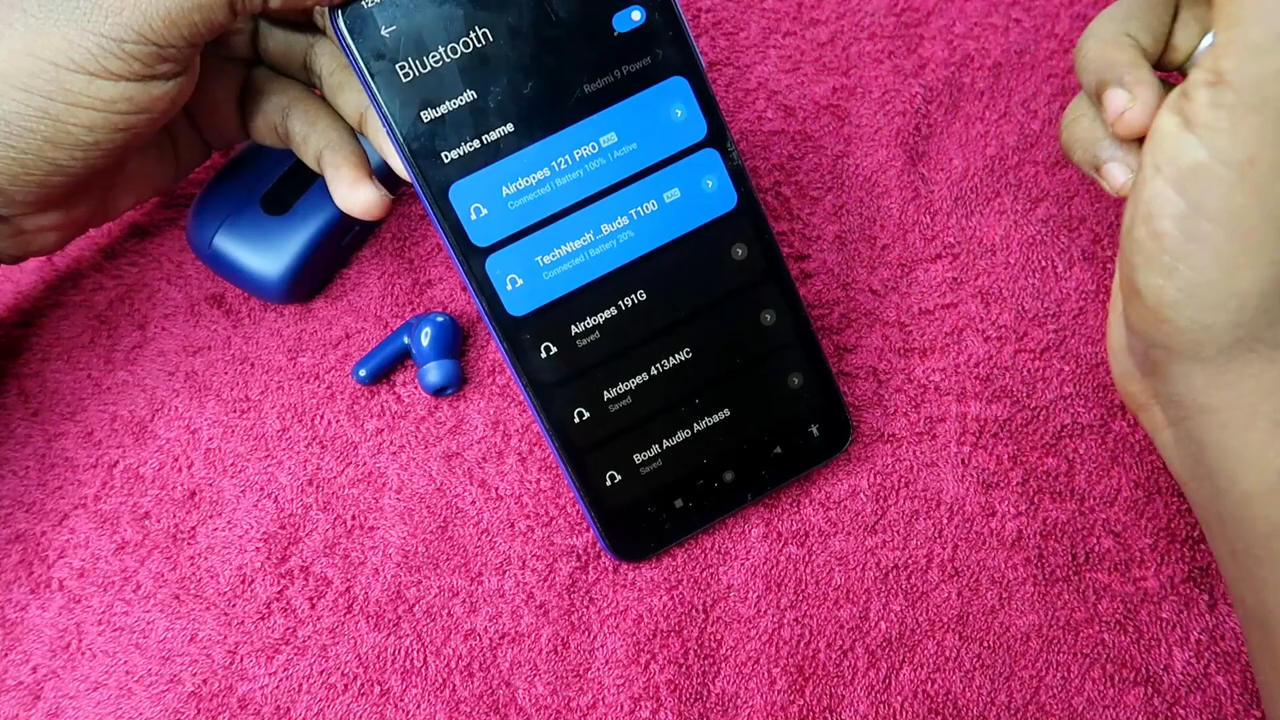 Bluetooth
Bluetooth
Device name
Redmi 9 Power
Airdopes 121 PRO AAC
Connected | Battery 100% | Active
TechNtech'...Buds T100 AAC
Connected | Battery 20%
Airdopes 191G
Saved
Airdopes 413ANC
Saved
Boult Audio Airbass
Saved